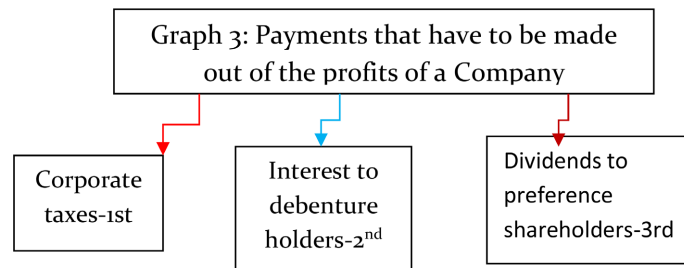 Graph 3: Payments that have to be made
out of the profits of a Company
Corporate
taxes-1st
Interest to
debenture
holders-2nd
Dividends to
preference
shareholders-3rd